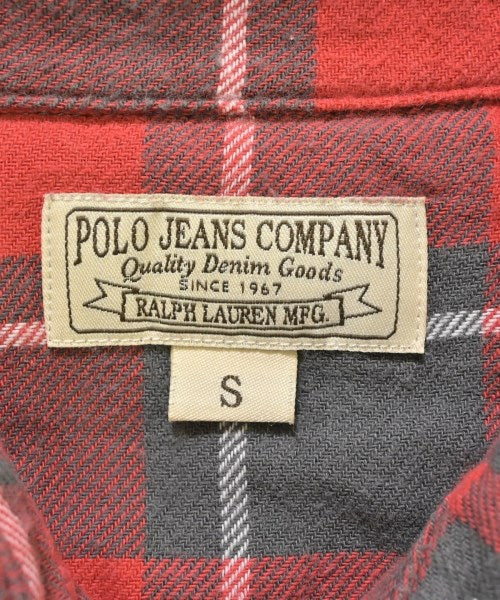 POLO JEANS COMPANY
Quality Denim Goods
SINCE 1967
RALPH LAUREN MFG.
S